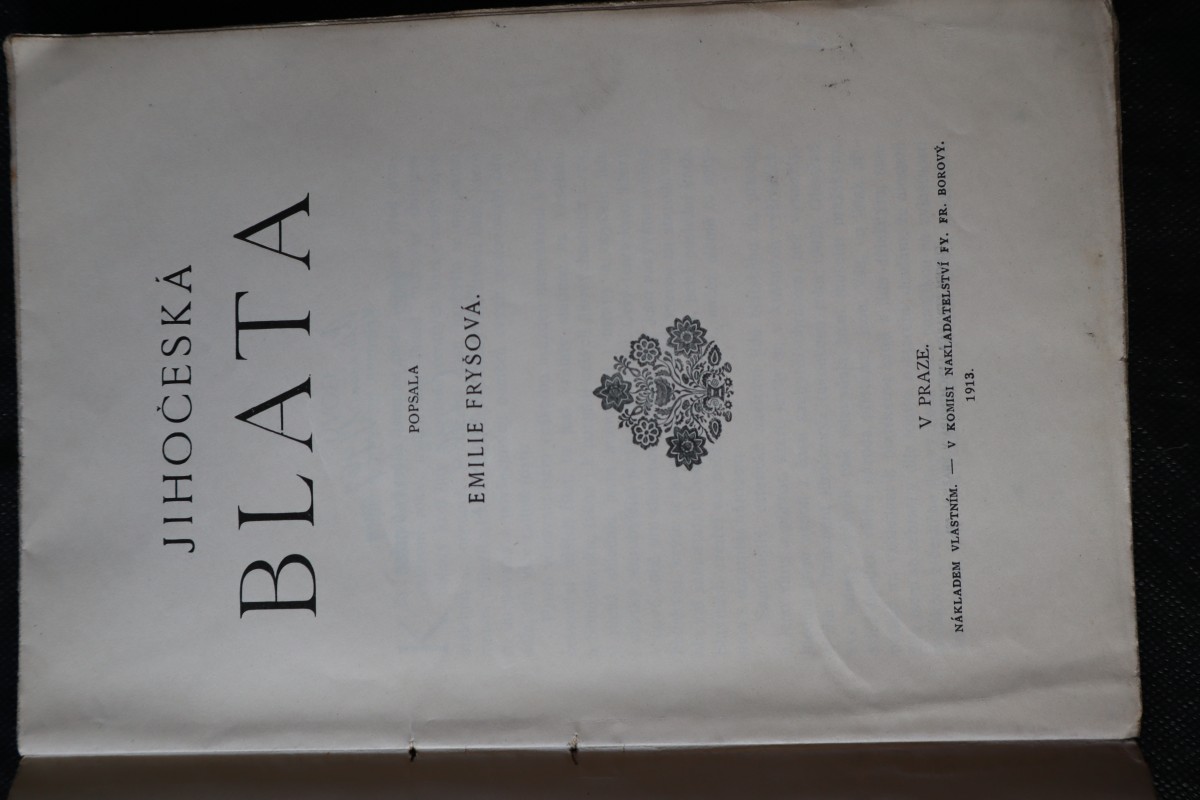 JIHOČESKÁ
BLATA
POPSALA
EMILIE FRYŠOVÁ.
V PRAZE.
NÁKLADEM VLASTNÍM. — V KOMISI NAKLADATELSTVÍ FY. FR. BOROVÝ.
1913.